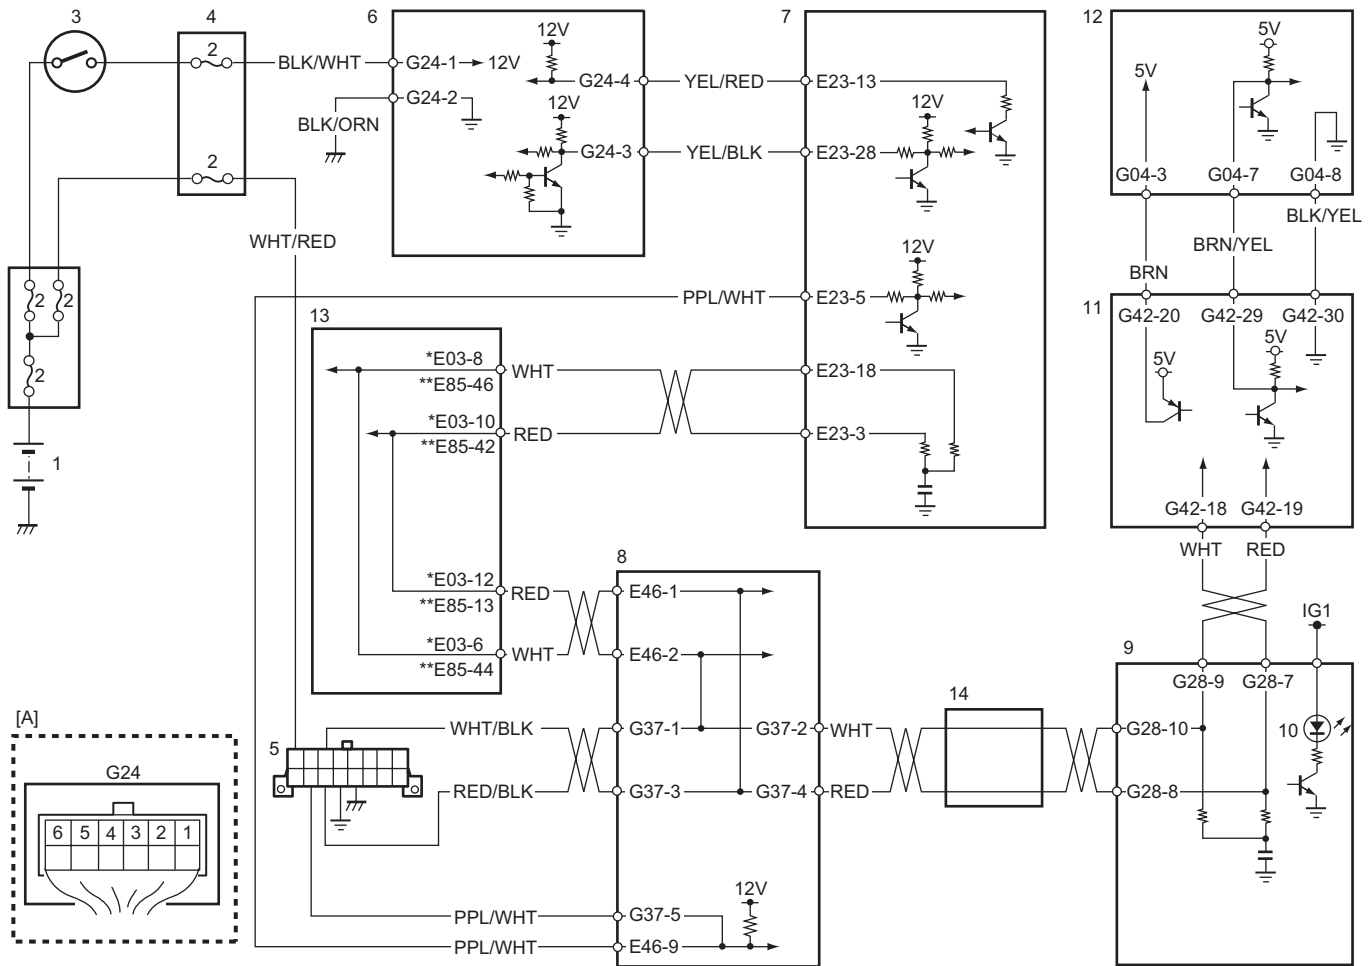 3
4
6
7
12
2
BLK/WHT
G24-1
12V
12V
G24-4
YEL/RED
E23-13
5V
5V
G24-2
BLK/ORN
12V
12V
G24-3
YEL/BLK
E23-28
G04-3
G04-7
G04-8
2
WHT/RED
BLK/YEL
BRN/YEL
BRN
12V
2
2
2
PPL/WHT
E23-5
11
G42-20
G42-29
G42-30
13
*E03-8
**E85-46
WHT
E23-18
5V
5V
*E03-10
**E85-42
RED
E23-3
1
G42-18
G42-19
WHT
RED
8
*E03-12
**E85-13
RED
E46-1
IG1
*E03-6
**E85-44
WHT
E46-2
9
G28-9
G28-7
14
[A]
WHT/BLK
G37-1
G37-2
WHT
G28-10
10
5
G24
RED/BLK
G37-3
G37-4
RED
G28-8
6 5 4 3 2 1
12V
PPL/WHT
G37-5
PPL/WHT
E46-9